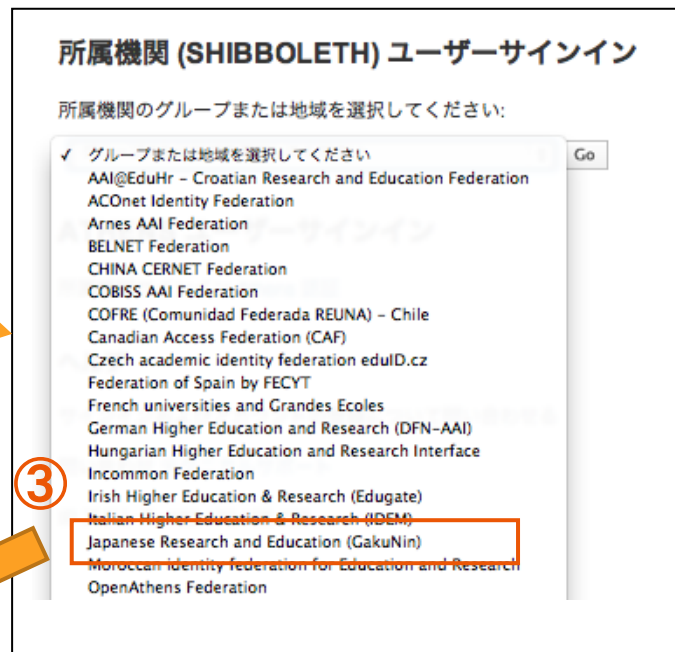 所属機関 (SHIBBOLETH) ユーザーサインイン
所属機関のグループまたは地域を選択してください:
✓ グループまたは地域を選択してください
Go
AAI@EduHr – Croatian Research and Education Federation
ACOnet Identity Federation
Arnes AAI Federation
BELNET Federation
CHINA CERNET Federation
COBISS AAI Federation
COFRE (Comunidad Federada REUNA) – Chile
Canadian Access Federation (CAF)
Czech academic identity federation eduID.cz
Federation of Spain by FECYT
French universities and Grandes Ecoles
German Higher Education and Research (DFN-AAI)
Hungarian Higher Education and Research Interface
Incommon Federation
③
Irish Higher Education & Research (Edugate)
Italian Higher Education & Research (IDEM)
Japanese Research and Education (GakuNin)
Moroccan identity federation for Education and Research
OpenAthens Federation